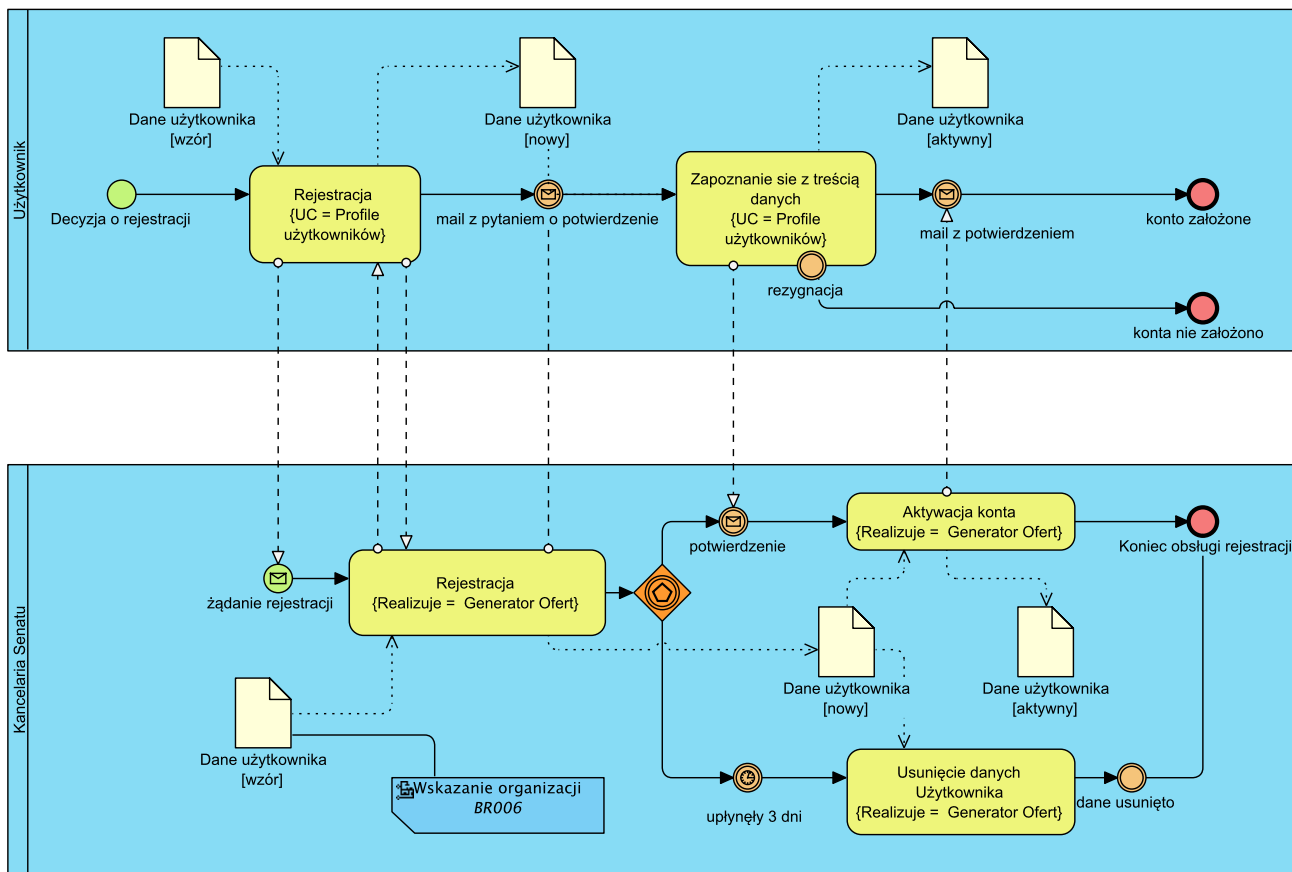 Użytkownik
Dane użytkownika
[wzór]
Dane użytkownika
[nowy]
Dane użytkownika
[aktywny]
Decyzja o rejestracji
Rejestracja
{UC = Profile
użytkowników}
mail z pytaniem o potwierdzenie
Zapoznanie sie z treścią
danych
{UC = Profile
użytkowników}
rezygnacja
mail z potwierdzeniem
konto założone
konta nie założono
Kancelaria Senatu
żądanie rejestracji
Rejestracja
{Realizuje =  Generator Ofert}
potwierdzenie
Aktywacja konta
{Realizuje =  Generator Ofert}
Koniec obsługi rejestracji
Dane użytkownika
[wzór]
Wskazanie organizacji
BR006
Dane użytkownika
[nowy]
Dane użytkownika
[aktywny]
upłynęły 3 dni
Usunięcie danych
Użytkownika
{Realizuje =  Generator Ofert}
dane usunięto